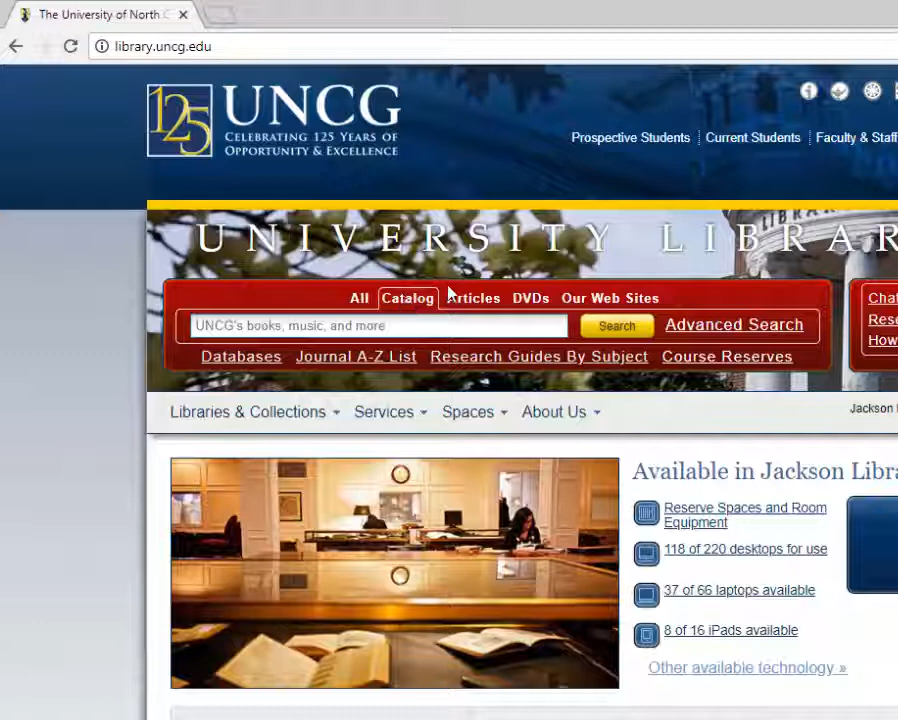 The University of North C
library.uncg.edu
125
UNCG
CELEBRATING 125 YEARS OF
OPPORTUNITY & EXCELLENCE
Prospective Students
Current Students
Faculty & Staff
UNIVERSITY LIBRAR
LIBRAR
All
Catalog
Articles
DVDs
Our Web Sites
UNCG's books, music, and more
Search
Advanced Search
Databases
Journal A-Z List
Research Guides By Subject
Course Reserves
Chat
Rese
How
Libraries & Collections
Services
Spaces
About Us
Jackson
Available in Jackson Libra
Reserve Spaces and Room
Equipment
118 of 220 desktops for use
37 of 66 laptops available
8 of 16 iPads available
Other available technology »